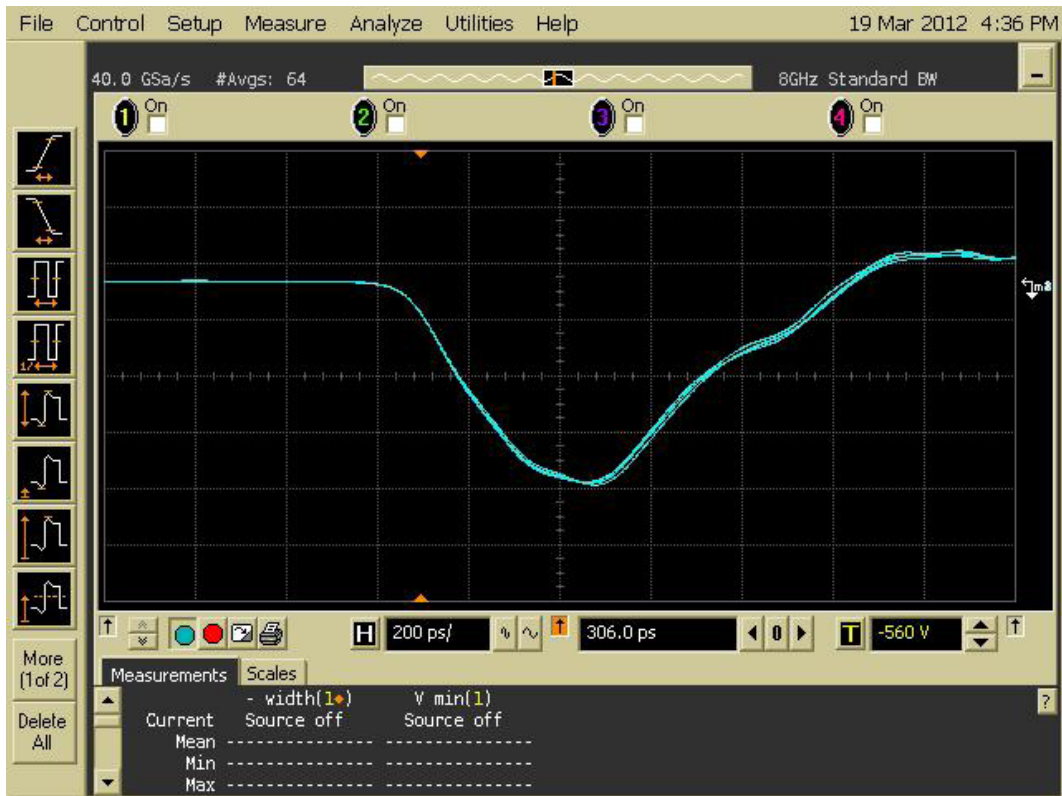 File Control Setup Measure Analyze Utilities Help 19 Mar 2012 4:36 PM
40.0 GSa/s #Avgs: 64 8GHz Standard BW
1 On 2 On 3 On 4 On
H 200 ps/ 306.0 ps 0 T -560 V
More
(1 of 2)
Delete
All
Measurements Scales
- width(1) V min(1) ?
Current Source off Source off
Mean --------------- ---------------
Min --------------- ---------------
Max --------------- ---------------